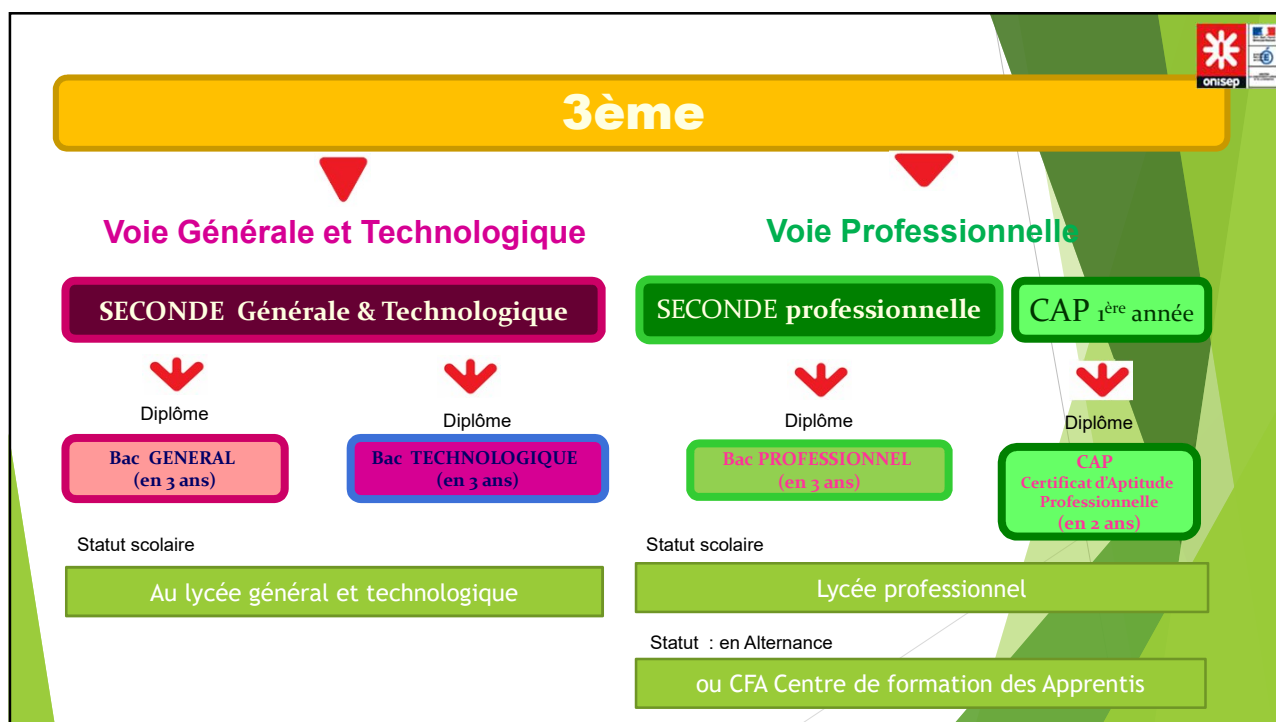 onisep
3ème
Voie Générale et Technologique
Voie Professionnelle
SECONDE Générale & Technologique
SECONDE professionnelle
CAP 1ère année
Diplôme
Diplôme
Diplôme
Diplôme
Bac GENERAL
(en 3 ans)
Bac TECHNOLOGIQUE
(en 3 ans)
Bac PROFESSIONNEL
(en 3 ans)
CAP
Certificat d'Aptitude
Professionnelle
(en 2 ans)
Statut scolaire
Au lycée général et technologique
Statut scolaire
Lycée professionnel
Statut : en Alternance
ou CFA Centre de formation des Apprentis